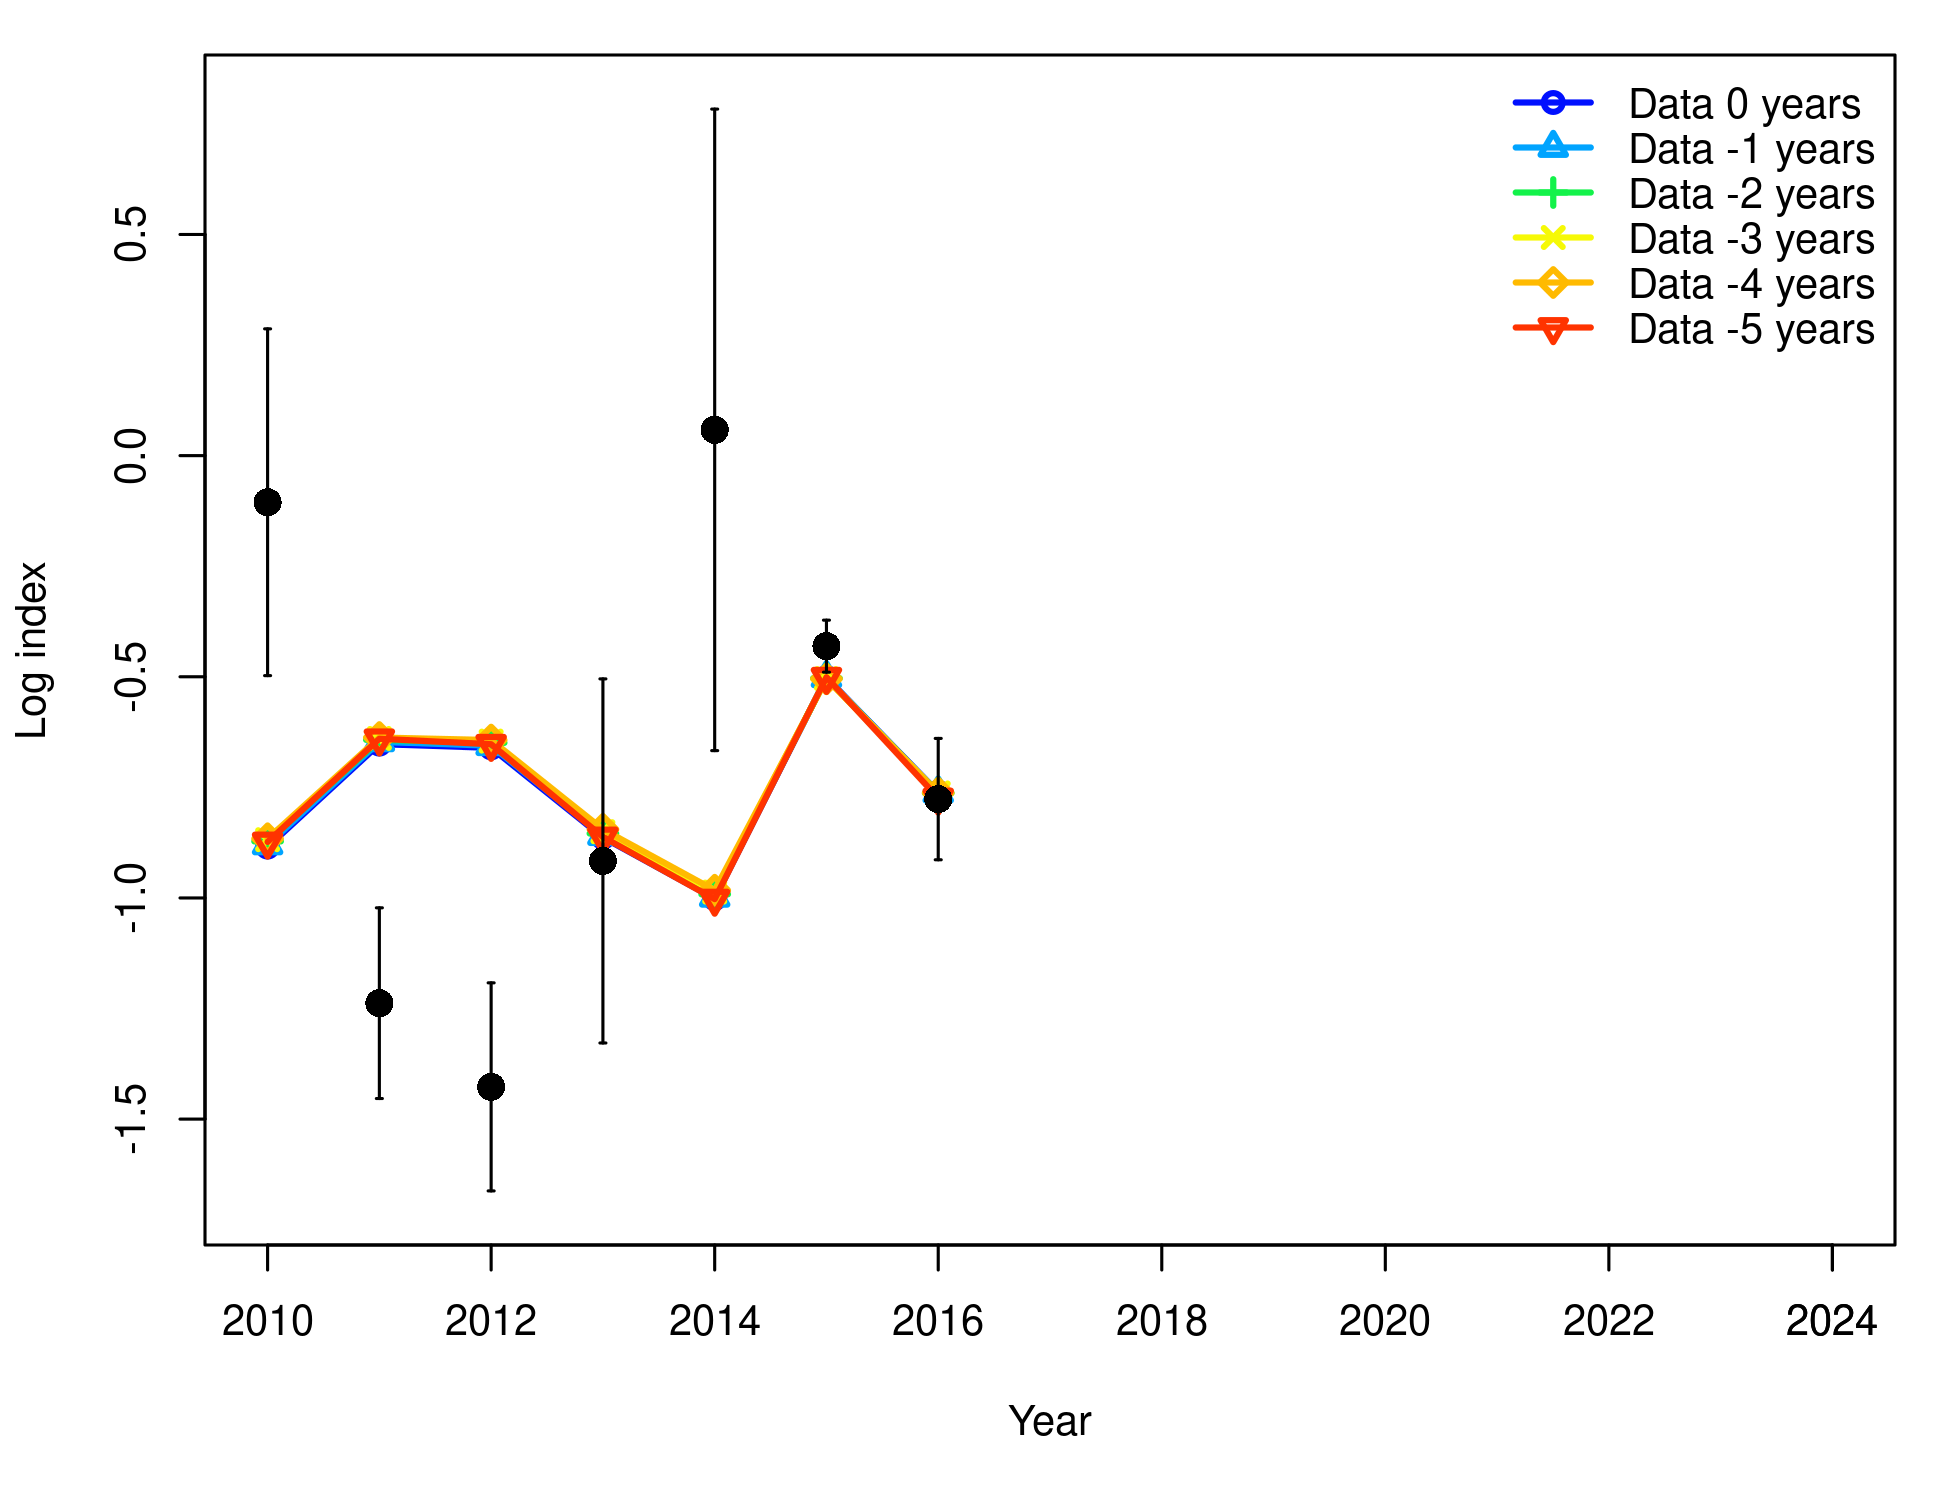 Data 0 years
Data -1 years
Data -2 years
Data -3 years
Data -4 years
Data -5 years
Log index
0.5
0.0
-0.5
-1.0
-1.5
2010 2012 2014 2016 2018 2020 2022 2024
Year